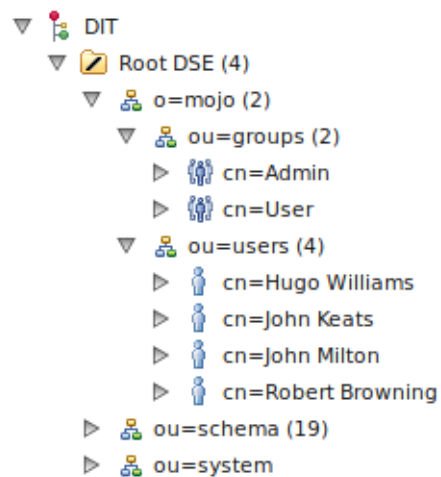 DIT
Root DSE (4)
o=mojo (2)
ou=groups (2)
cn=Admin
cn=User
ou=users (4)
cn=Hugo Williams
cn=John Keats
cn=John Milton
cn=Robert Browning
ou=schema (19)
ou=system